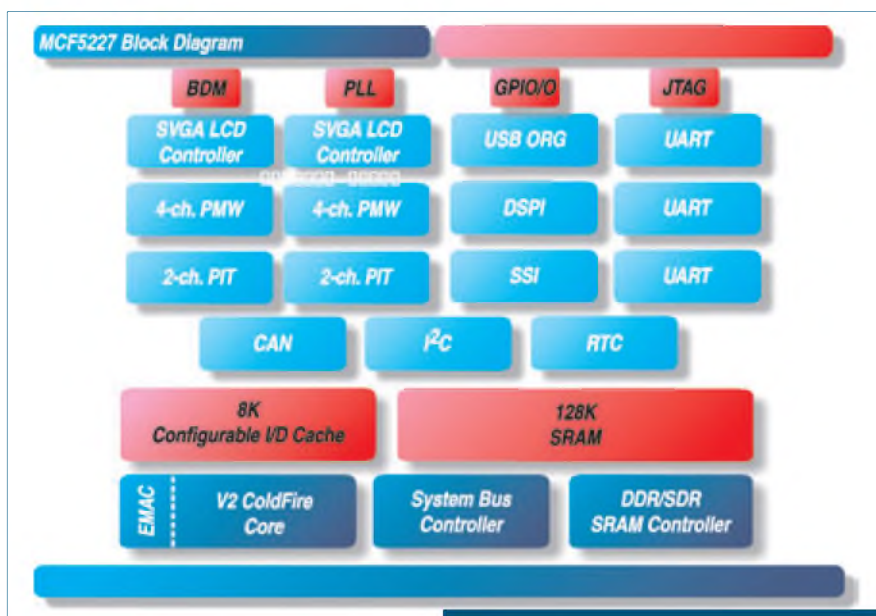 MCF5227 Block Diagram
BDM PLL GPIO/O JTAG
SVGA LCD Controller
SVGA LCD Controller
USB ORG
UART
4-ch. PMW
4-ch. PMW
DSPI
UART
2-ch. PIT
2-ch. PIT
SSI
UART
CAN
I²C
RTC
8K
Configurable I/D Cache
128K
SRAM
EMAC
V2 ColdFire
Core
System Bus
Controller
DDR/SDR
SRAM Controller